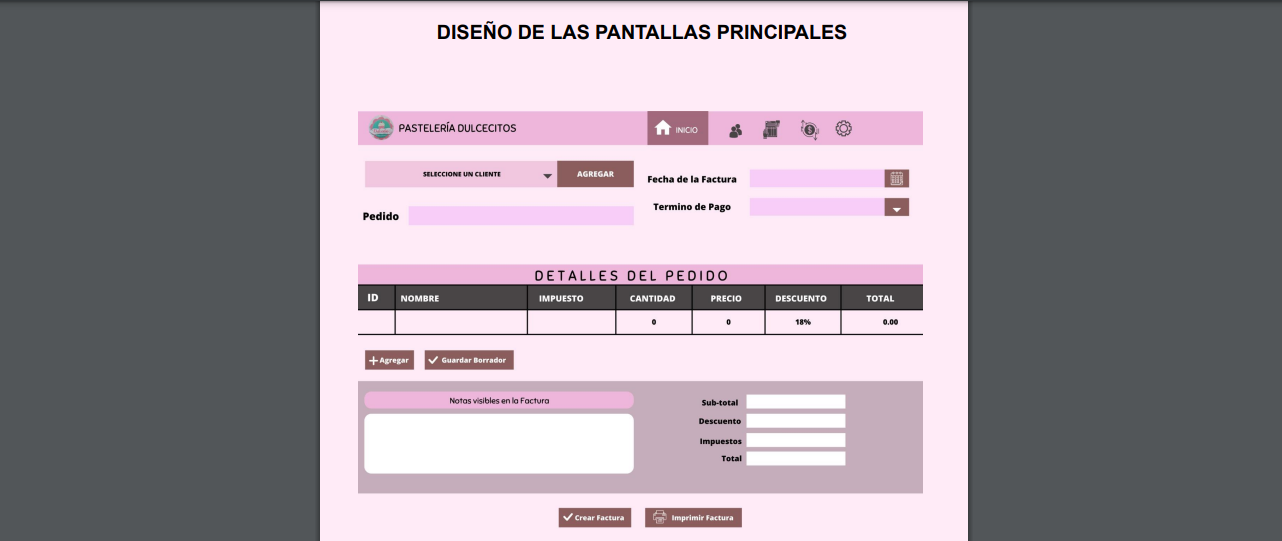 DISEÑO DE LAS PANTALLAS PRINCIPALES
PASTELERÍA DULCECITOS
INICIO
SELECCIONE UN CLIENTE
AGREGAR
Fecha de la Factura
Termino de Pago
Pedido
DETALLES DEL PEDIDO
ID NOMBRE IMPUESTO CANTIDAD PRECIO DESCUENTO TOTAL
0 0 18% 0.00
Agregar
Guardar Borrador
Notas visibles en la Factura
Sub-total
Descuento
Impuestos
Total
Crear Factura
Imprimir Factura